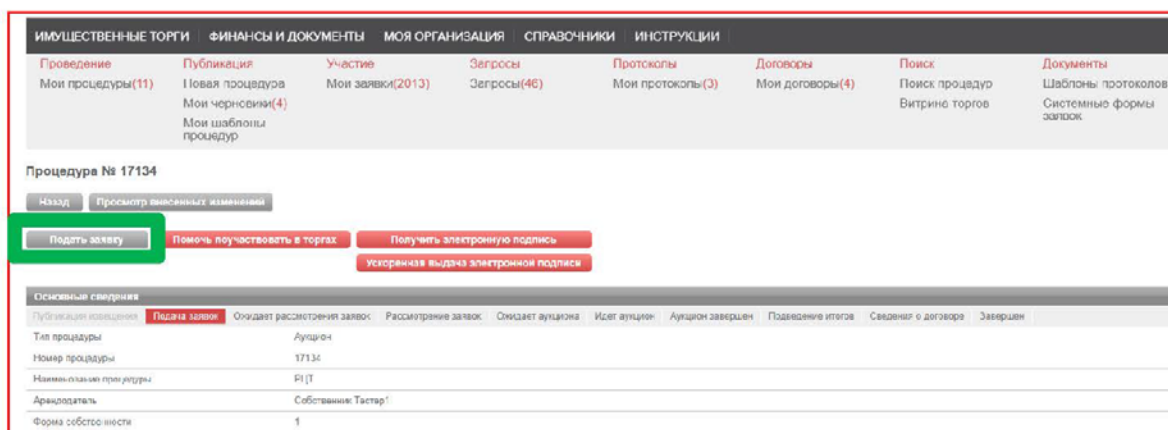 ИМУЩЕСТВЕННЫЕ ТОРГИ ФИНАНСЫ И ДОКУМЕНТЫ МОЯ ОРГАНИЗАЦИЯ СПРАВОЧНИКИ ИНСТРУКЦИИ
Проведение Публикация Участие Запросы Протоколы Договоры Поиск Документы
Мои процедуры(11) Новая процедура Мои заявки(2013) Запросы(46) Мои протоколы(3) Мои договоры(4) Поиск процедур Шаблоны протоколов
Мои черновики(4) Витрина торгов Системные формы
Мои шаблоны заявок
процедур
Процедура № 17134
Назад Просмотр внесенных изменений
Подать заявку Помочь поучаствовать в торгах Получить электронную подпись
Ускоренная выдача электронной подписи
Основные сведения
Публикация извещения Подача заявок Ожидает рассмотрения заявок Рассмотрение заявок Ожидает аукциона Идет аукцион Аукцион завершен Подведение итогов Сведения о договоре Завершен
Тип процедуры Аукцион
Номер процедуры 17134
Наименование процедуры
Арендодатель Собственник Тестер1
Форма собственности 1